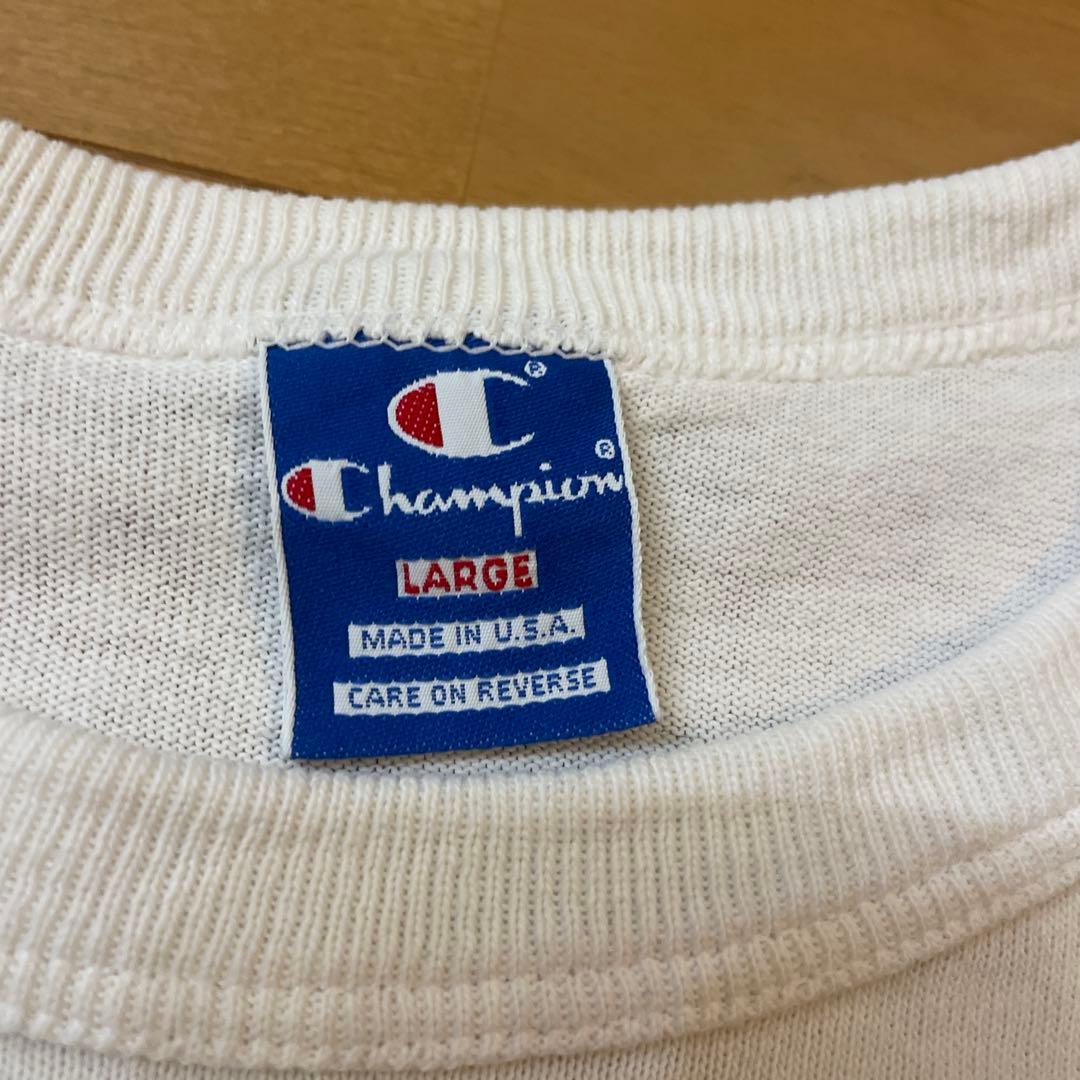 C®
Champion®
LARGE
MADE IN U.S.A.
CARE ON REVERSE